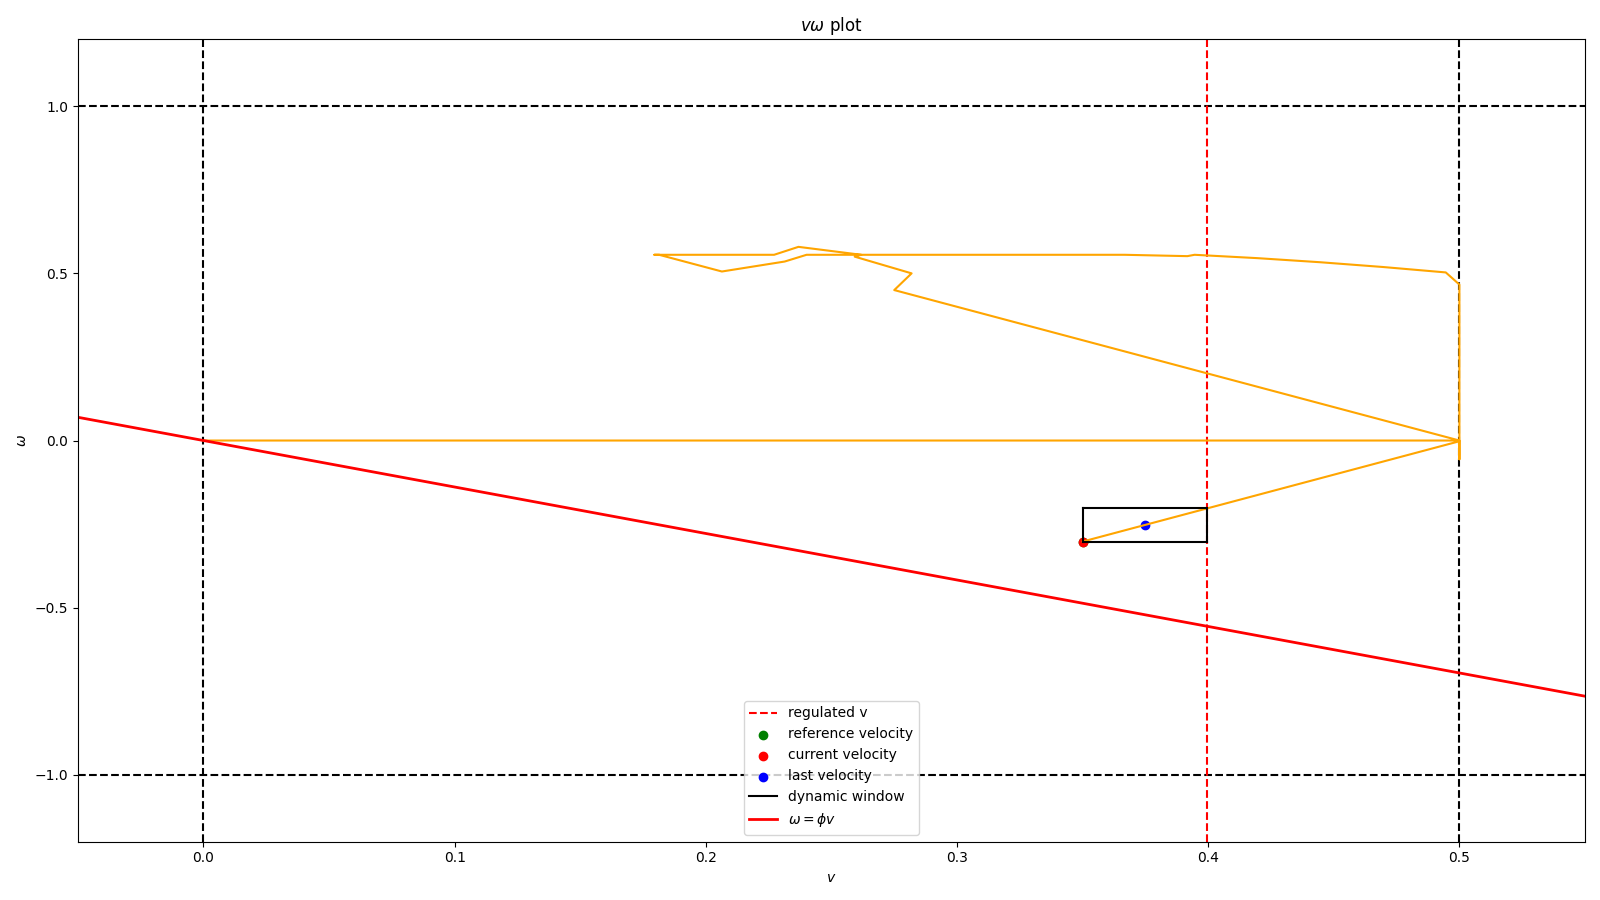 vω plot
1.0
0.5
0.0
−0.5
−1.0
ω
regulated v
reference velocity
current velocity
last velocity
dynamic window
ω = ϕv
0.0 0.1 0.2 0.3 0.4 0.5
v